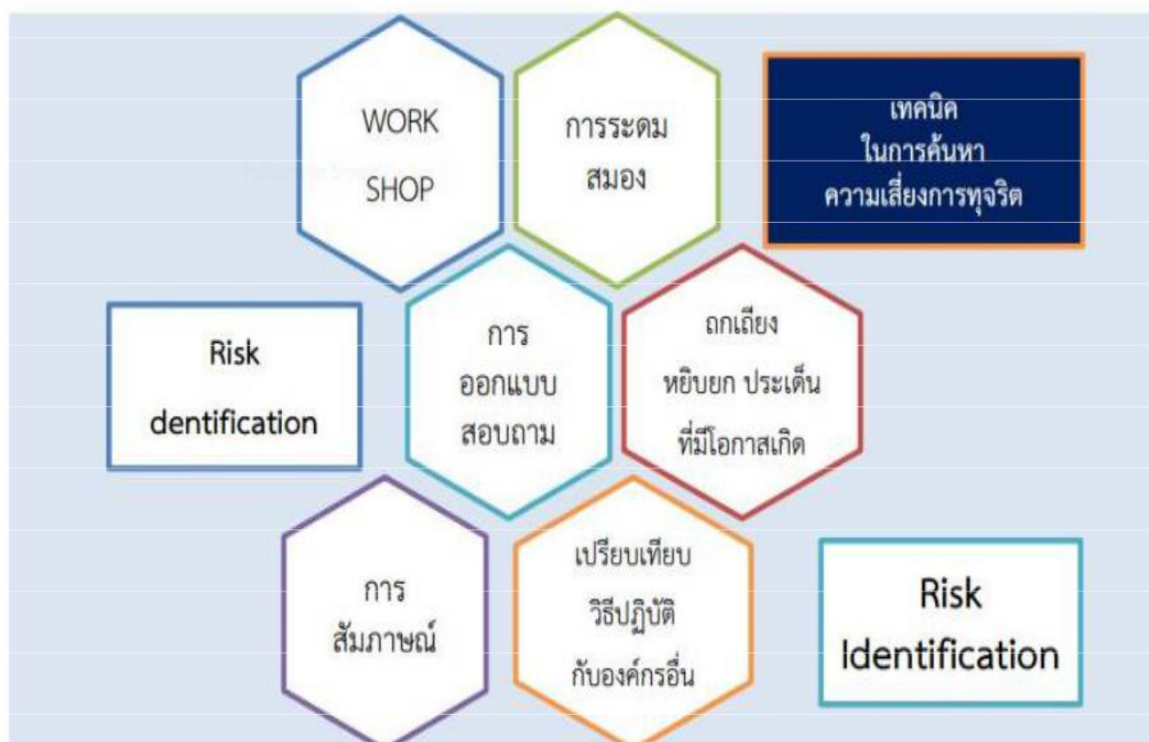 WORK
SHOP
การระดม
สมอง
เทคนิค
ในการค้นหา
ความเสี่ยงการทุจริต
Risk
dentification
การ
ออกแบบ
สอบถาม
ถกเถียง
หยิบยก ประเด็น
ที่มีโอกาสเกิด
การ
สัมภาษณ์
เปรียบเทียบ
วิธีปฏิบัติ
กับองค์กรอื่น
Risk
Identification